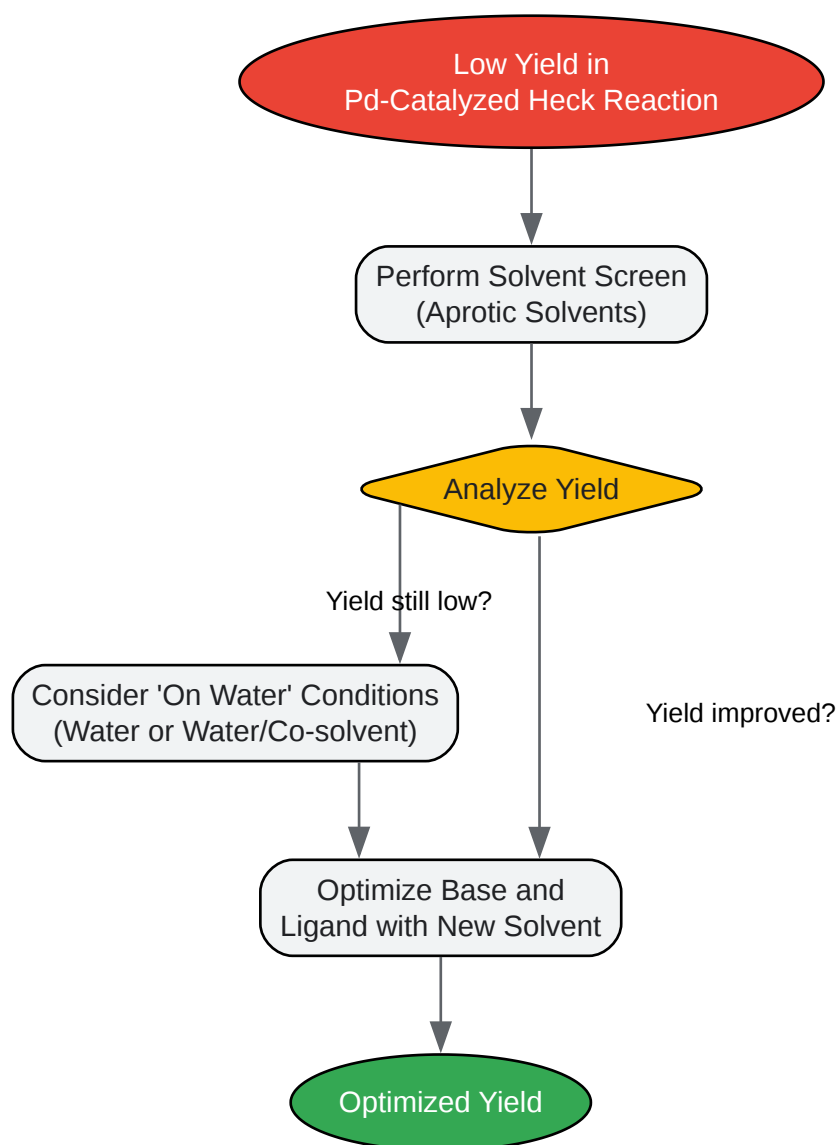 Low Yield in
Pd-Catalyzed Heck Reaction
Perform Solvent Screen
(Aprotic Solvents)
Analyze Yield
Yield still low?
Consider 'On Water' Conditions
(Water or Water/Co-solvent)
Yield improved?
Optimize Base and
Ligand with New Solvent
Optimized Yield